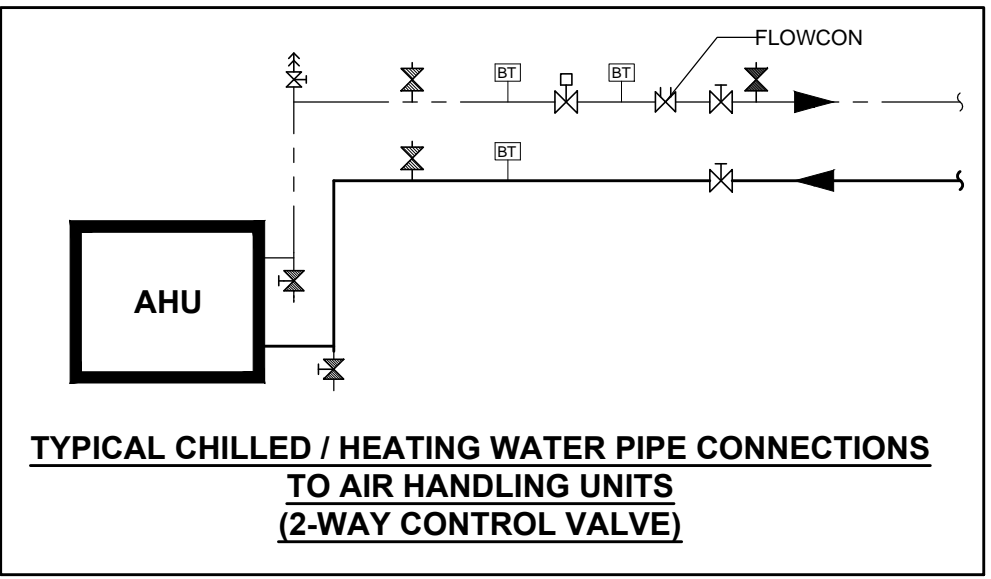 FLOWCON
BT
BT
BT
AHU
TYPICAL CHILLED / HEATING WATER PIPE CONNECTIONS
TO AIR HANDLING UNITS
(2-WAY CONTROL VALVE)